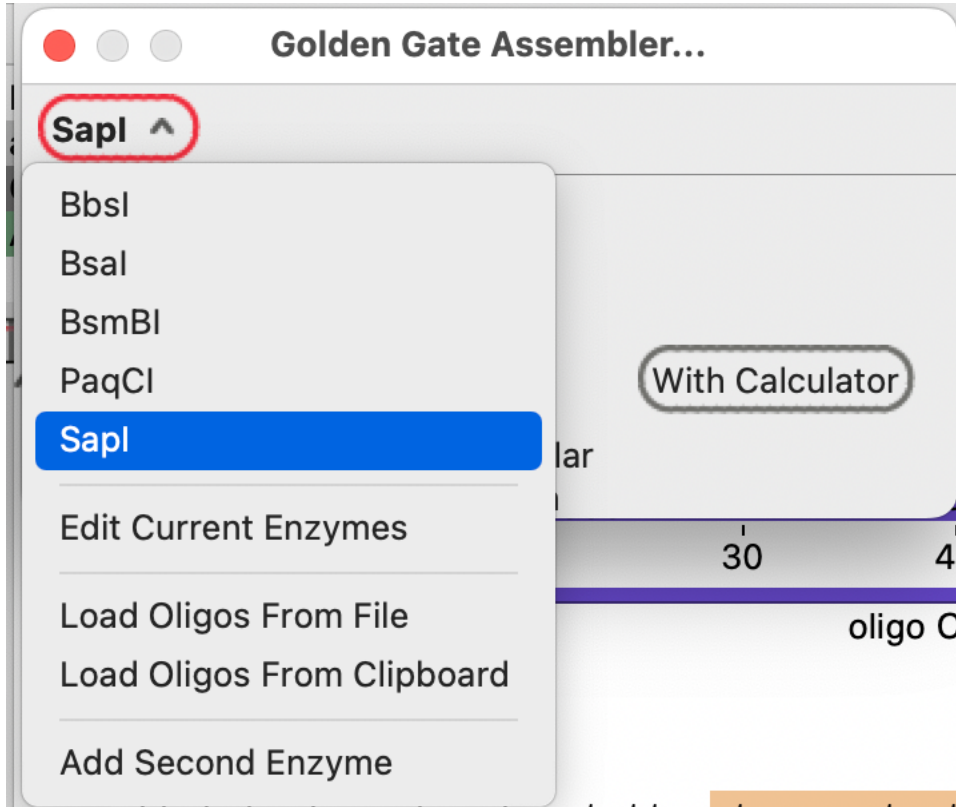 Golden Gate Assembler...
SapI
BbsI
BsaI
BsmBI
PaqCI
With Calculator
SapI
lar
Edit Current Enzymes
30
4
Load Oligos From File
oligo C
Load Oligos From Clipboard
Add Second Enzyme